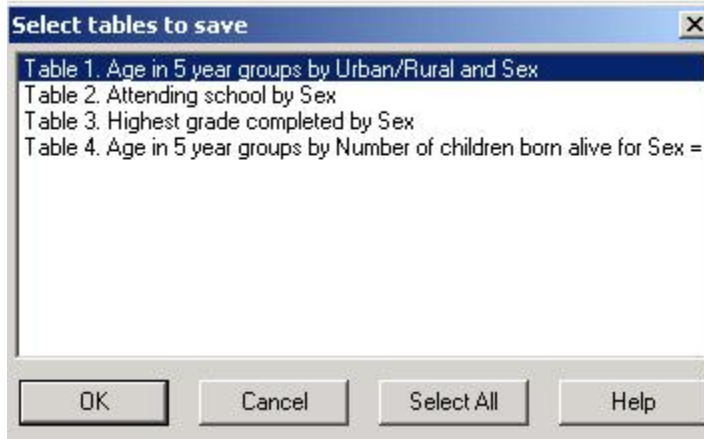 Select tables to save
Table 1. Age in 5 year groups by Urban/Rural and Sex
Table 2. Attending school by Sex
Table 3. Highest grade completed by Sex
Table 4. Age in 5 year groups by Number of children born alive for Sex =
OK Cancel Select All Help